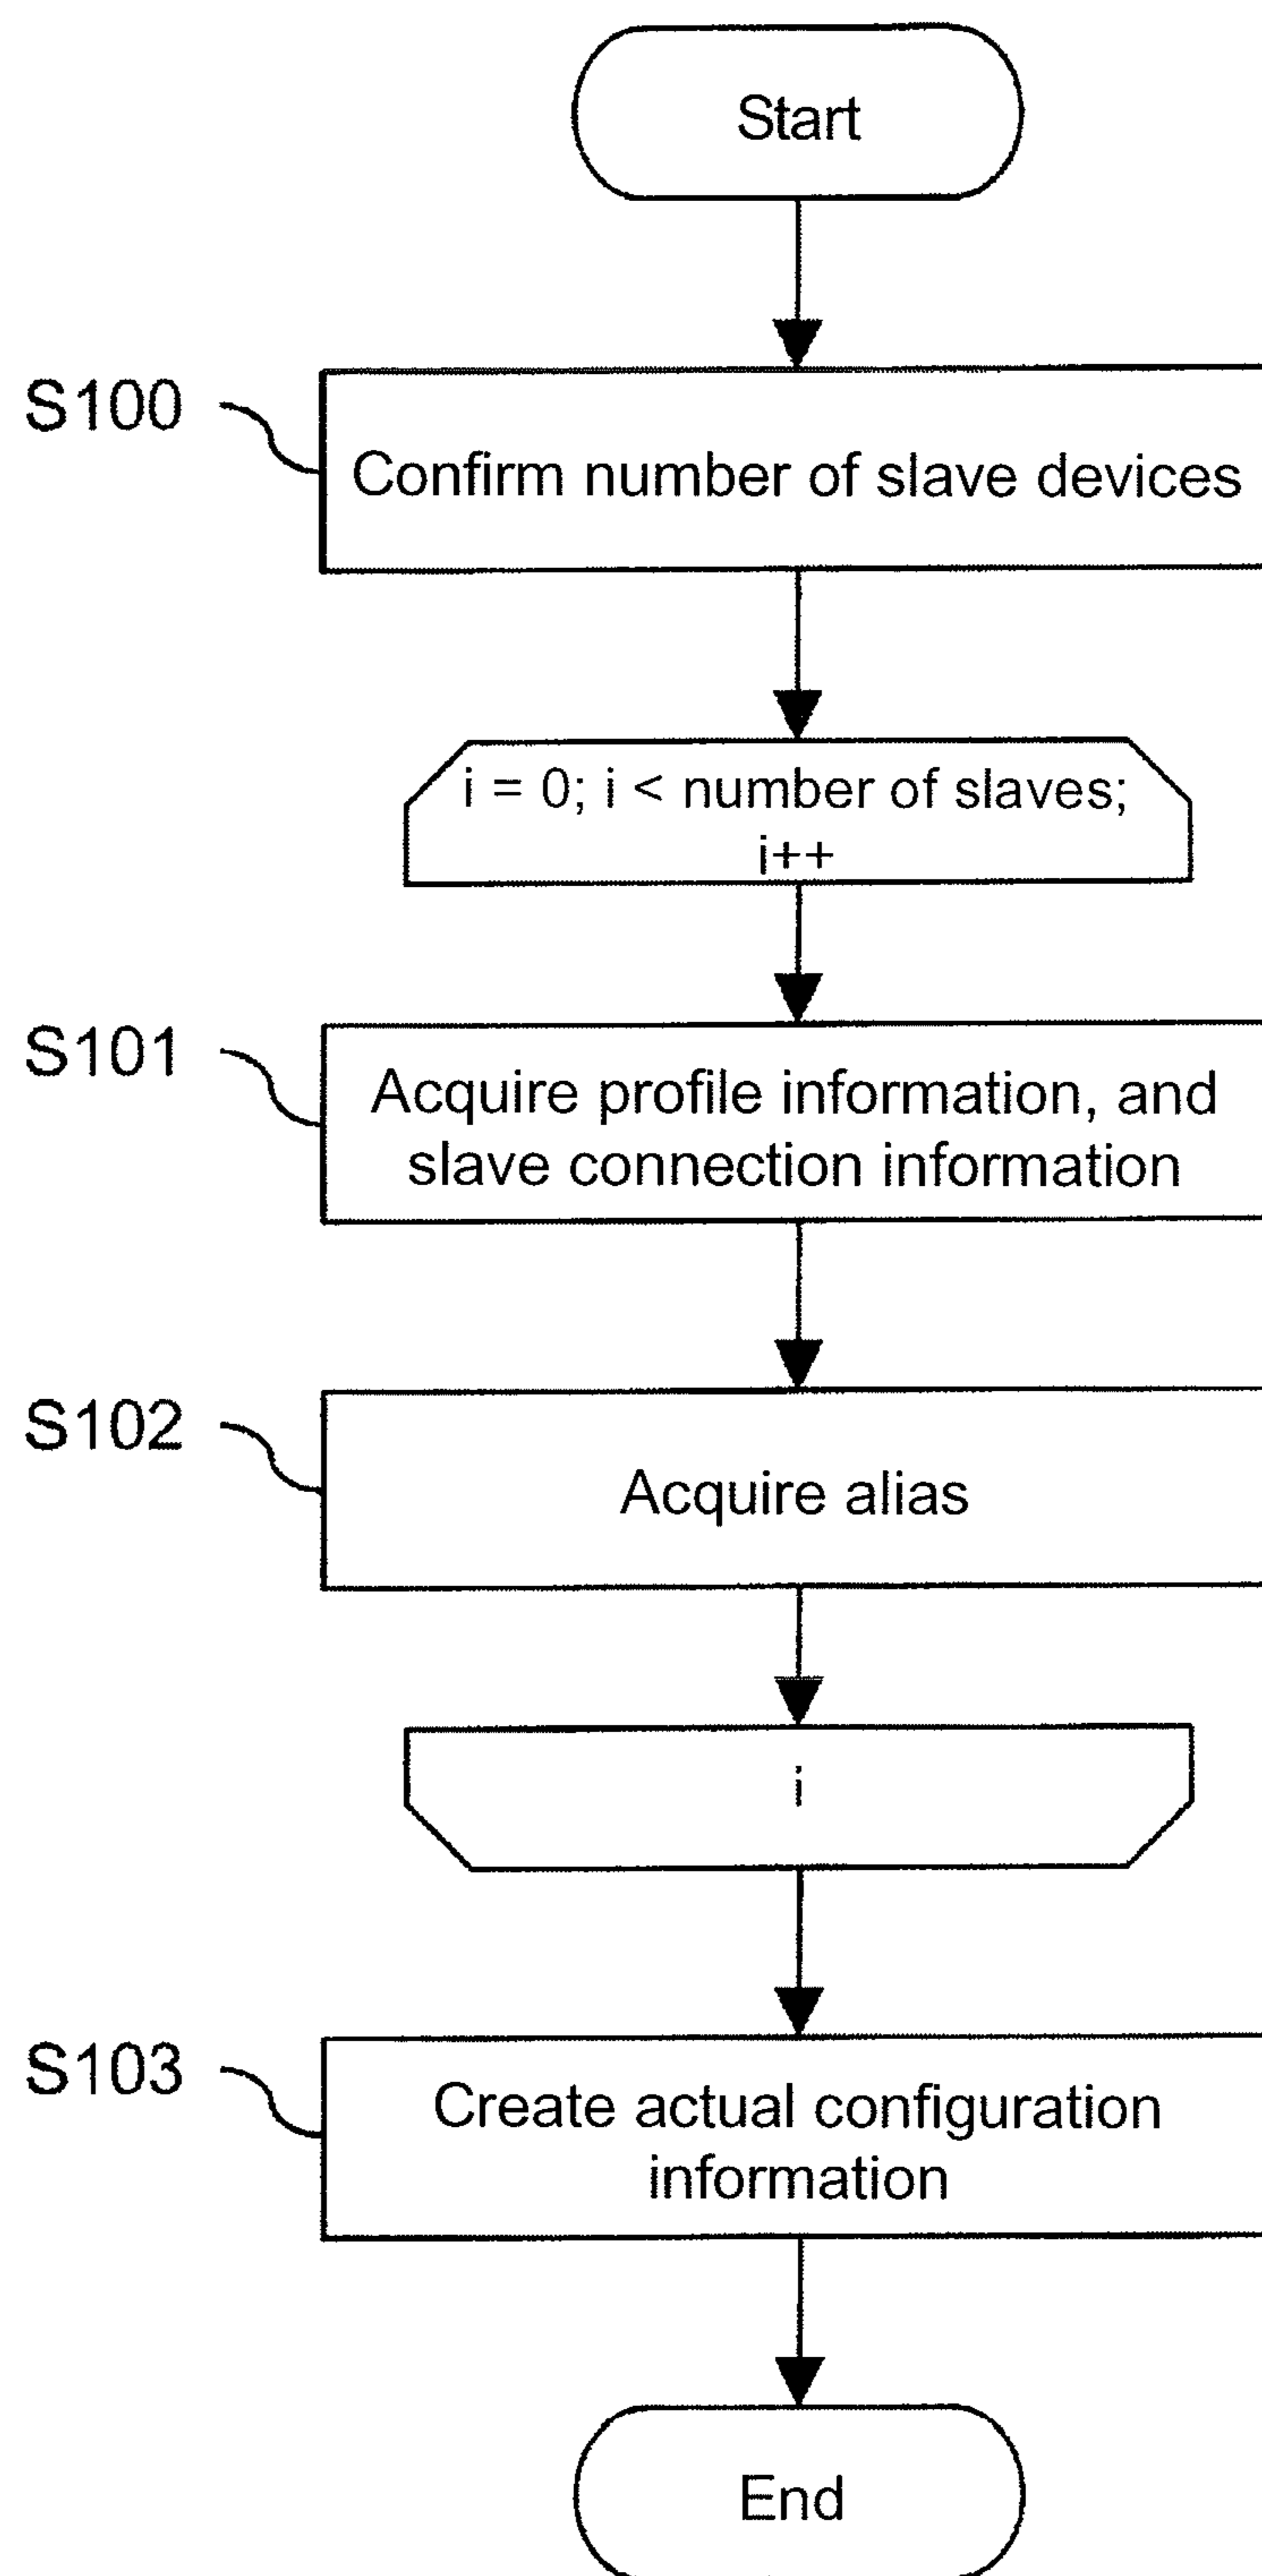 Start
S100
Confirm number of slave devices
i = 0; i < number of slaves;
i++
S101
Acquire profile information, and
slave connection information
S102
Acquire alias
i
S103
Create actual configuration
information
End